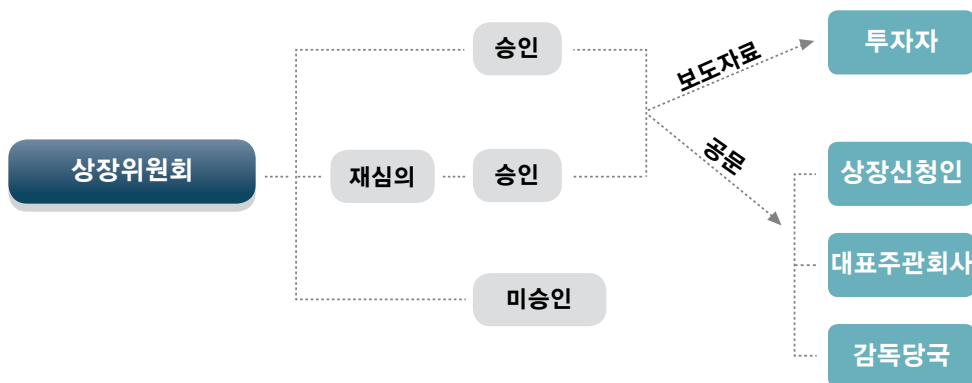 상장위원회
승인
재심의
승인
미승인
보도자료
공문
투자자
상장신청인
대표주관회사
감독당국